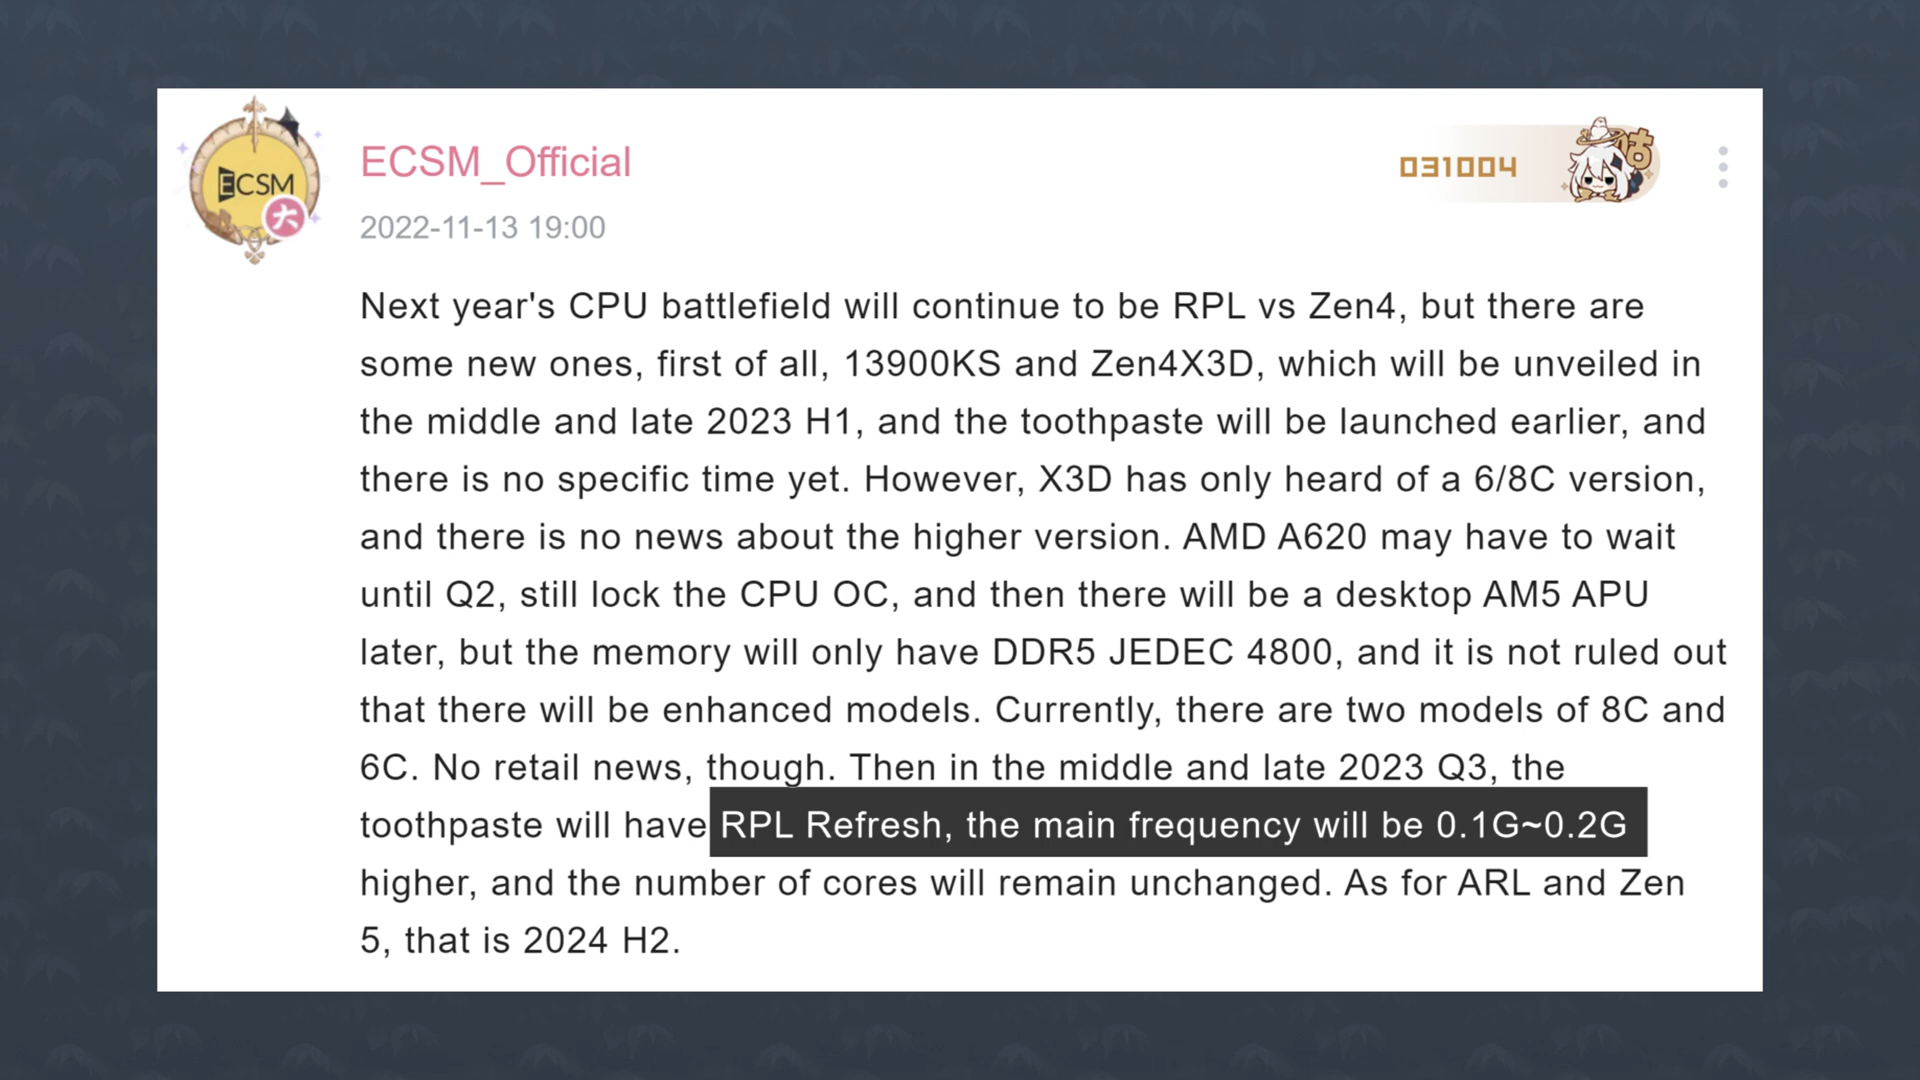 ECSM
大
ECSM_Official
2022-11-13 19:00
031004
咕
Next year's CPU battlefield will continue to be RPL vs Zen4, but there are
some new ones, first of all, 13900KS and Zen4X3D, which will be unveiled in
the middle and late 2023 H1, and the toothpaste will be launched earlier, and
there is no specific time yet. However, X3D has only heard of a 6/8C version,
and there is no news about the higher version. AMD A620 may have to wait
until Q2, still lock the CPU OC, and then there will be a desktop AM5 APU
later, but the memory will only have DDR5 JEDEC 4800, and it is not ruled out
that there will be enhanced models. Currently, there are two models of 8C and
6C. No retail news, though. Then in the middle and late 2023 Q3, the
toothpaste will have RPL Refresh, the main frequency will be 0.1G~0.2G
higher, and the number of cores will remain unchanged. As for ARL and Zen
5, that is 2024 H2.